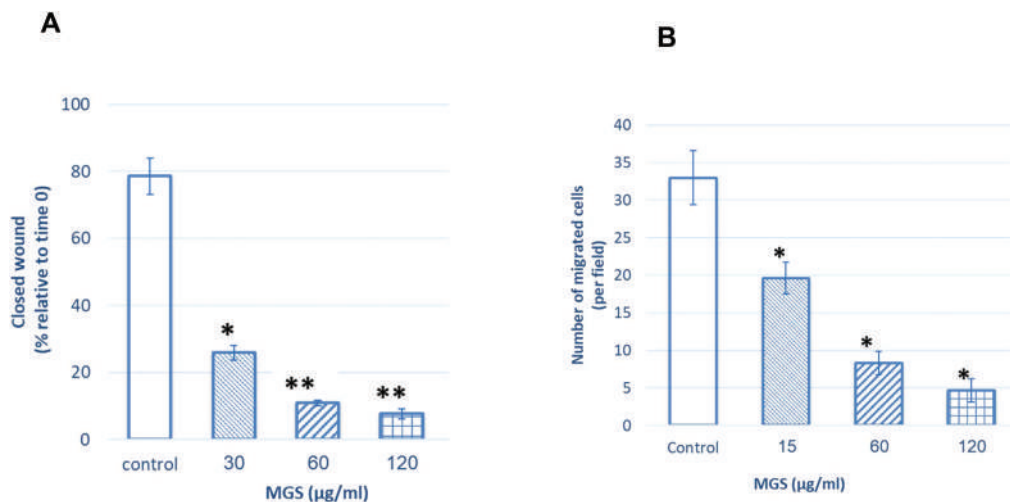 A
Closed wound
(% relative to time 0)
100
80
60
40
20
0
*
**
**
control
30
60
120
MGS (µg/ml)
B
Number of migrated cells
(per field)
40
35
30
25
20
15
10
5
0
*
*
*
Control
15
60
120
MGS (µg/ml)